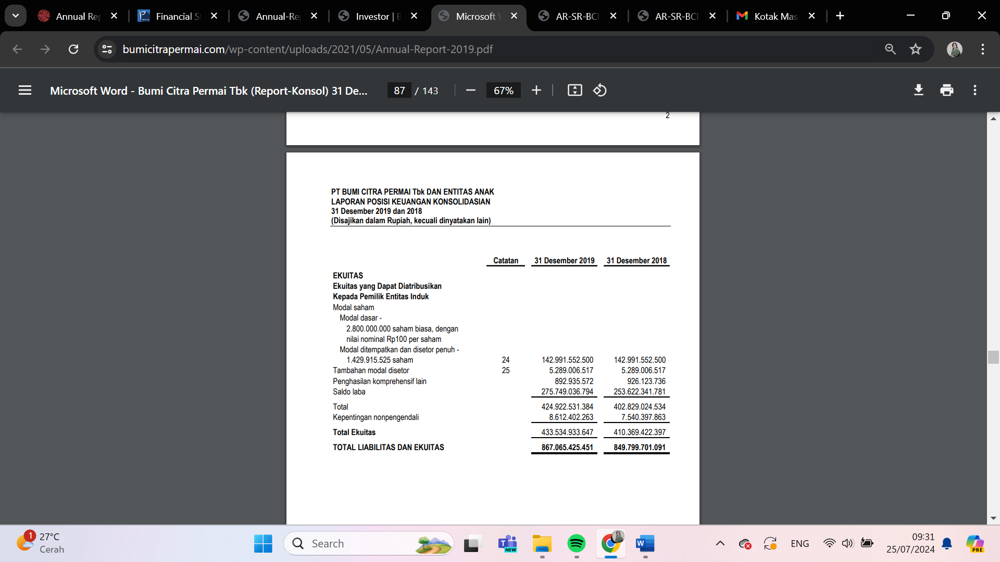 Annual Re
Financial S
Annual-Re
Investor | B
Microsoft
AR-SR-BCI
AR-SR-BCI
Kotak Mas
bumicitrapermai.com/wp-content/uploads/2021/05/Annual-Report-2019.pdf
Microsoft Word - Bumi Citra Permai Tbk (Report-Konsol) 31 De...
87 / 143
67%
2
PT BUMI CITRA PERMAI Tbk DAN ENTITAS ANAK
LAPORAN POSISI KEUANGAN KONSOLIDASIAN
31 Desember 2019 dan 2018
(Disajikan dalam Rupiah, kecuali dinyatakan lain)
Catatan 31 Desember 2019 31 Desember 2018
EKUITAS
Ekuitas yang Dapat Diatribusikan
Kepada Pemilik Entitas Induk
Modal saham
Modal dasar -
2.800.000.000 saham biasa, dengan
nilai nominal Rp100 per saham
Modal ditempatkan dan disetor penuh -
1.429.915.525 saham 24 142.991.552.500 142.991.552.500
Tambahan modal disetor 25 5.289.006.517 5.289.006.517
Penghasilan komprehensif lain 892.935.572 926.123.736
Saldo laba 275.749.036.794 253.622.341.781
Total 424.922.531.384 402.829.024.534
Kepentingan nonpengendali 8.612.402.263 7.540.397.863
Total Ekuitas 433.534.933.647 410.369.422.397
TOTAL LIABILITAS DAN EKUITAS 867.065.425.451 849.799.701.091
1
27°C
Cerah
Search
NEW
ENG
09:31
25/07/2024
PRE